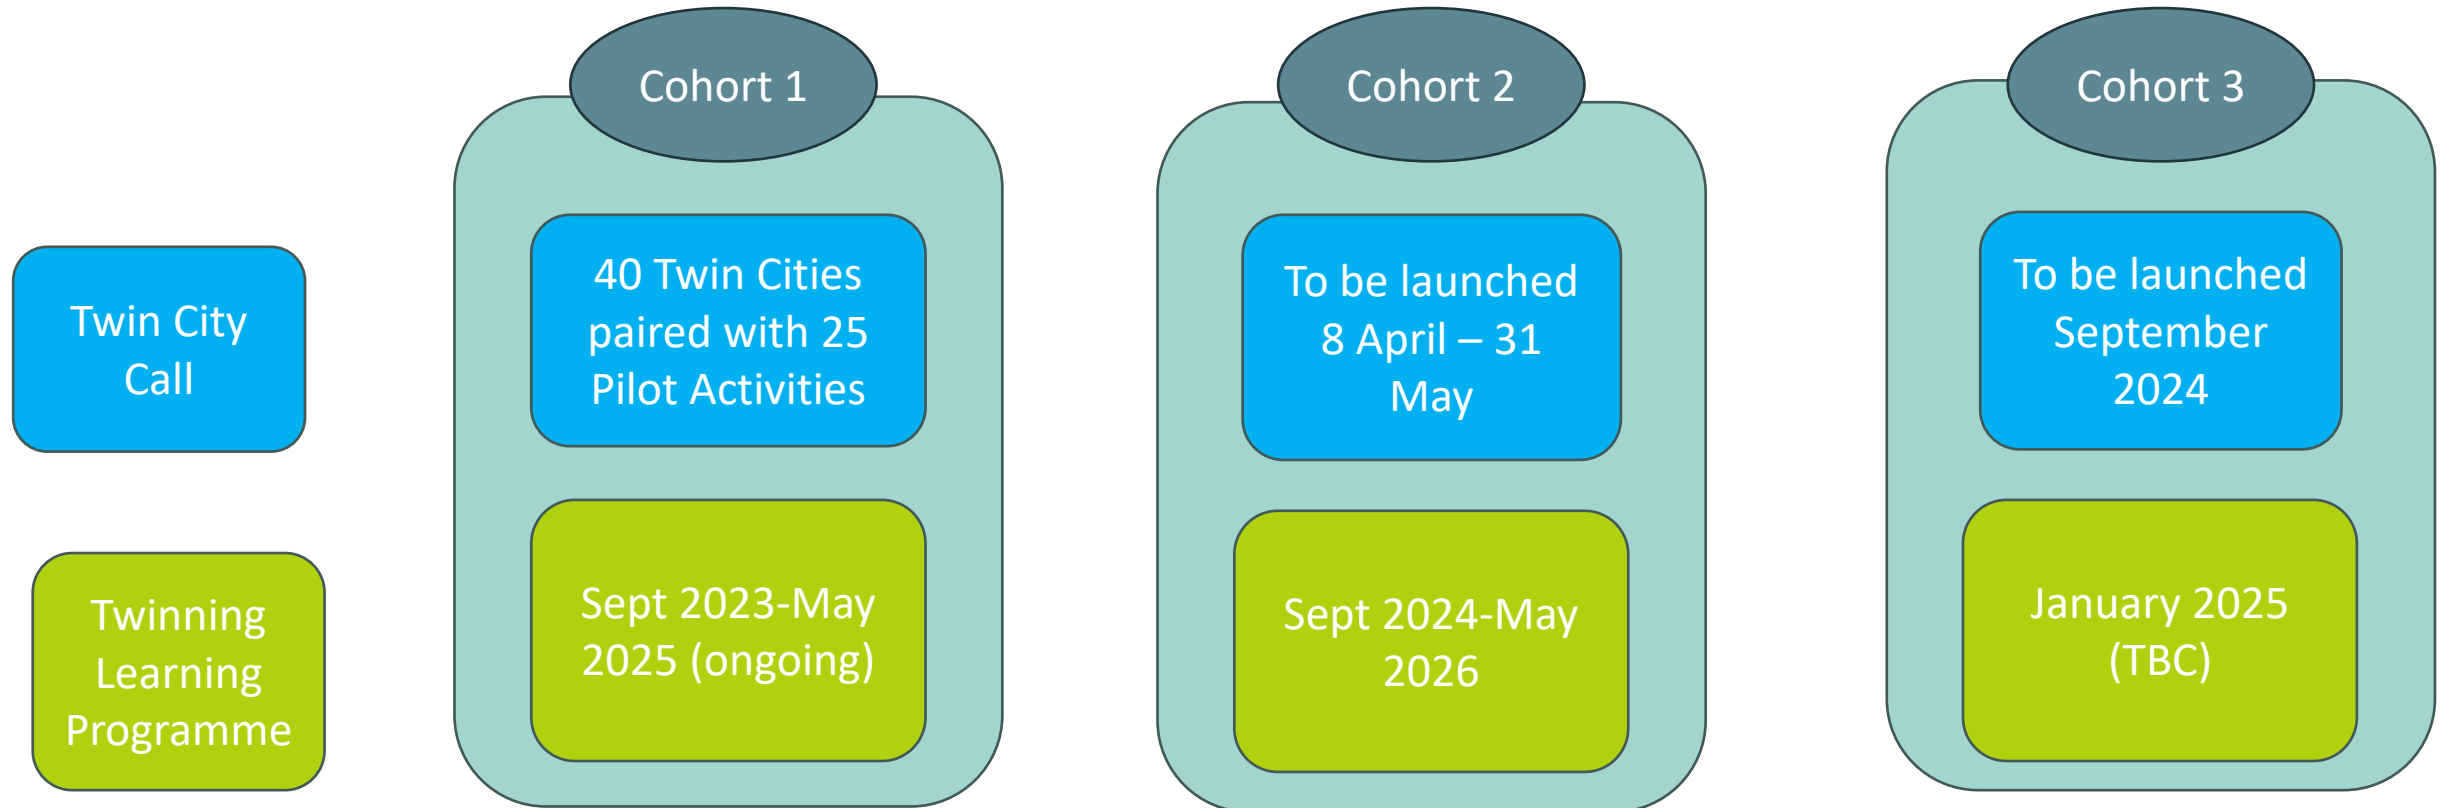 Cohort 1
Cohort 2
Cohort 3
Twin City
Call
40 Twin Cities
paired with 25
Pilot Activities
To be launched
8 April – 31
May
To be launched
September
2024
Twinning
Learning
Programme
Sept 2023-May
2025 (ongoing)
Sept 2024-May
2026
January 2025
(TBC)